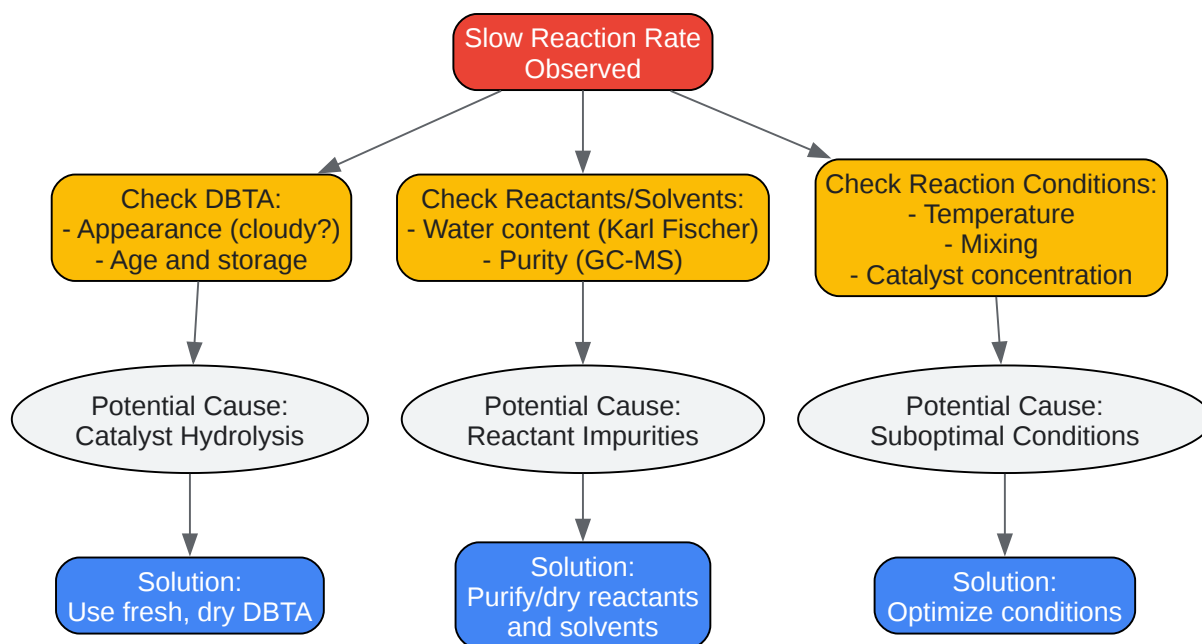 Slow Reaction Rate
Observed
Check DBTA:
- Appearance (cloudy?)
- Age and storage
Check Reactants/Solvents:
- Water content (Karl Fischer)
- Purity (GC-MS)
Check Reaction Conditions:
- Temperature
- Mixing
- Catalyst concentration
Potential Cause:
Catalyst Hydrolysis
Potential Cause:
Reactant Impurities
Potential Cause:
Suboptimal Conditions
Solution:
Use fresh, dry DBTA
Solution:
Purify/dry reactants
and solvents
Solution:
Optimize conditions